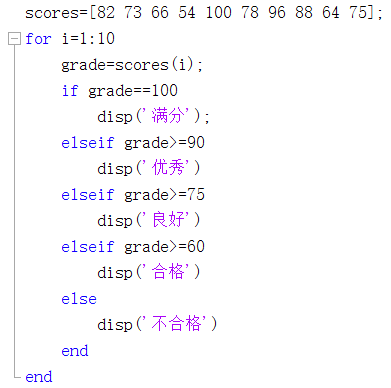 scores=[82 73 66 54 100 78 96 88 64 75];
for i=1:10
grade=scores(i);
if grade==100
disp('满分');
elseif grade>=90
disp('优秀')
elseif grade>=75
disp('良好')
elseif grade>=60
disp('合格')
else
disp('不合格')
end
end